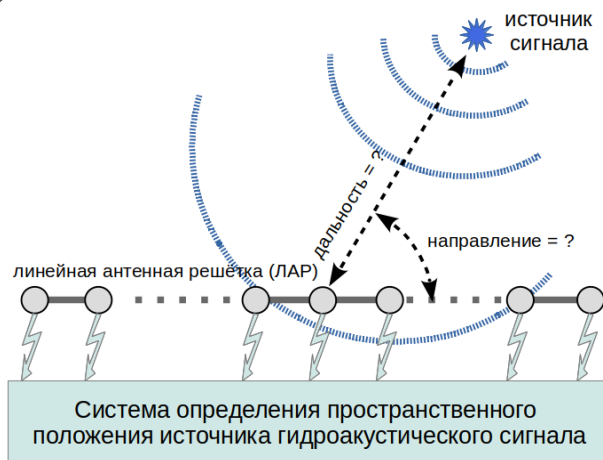 источник
сигнала
дальность = ?
направление = ?
линейная антенная решётка (ЛАР)
Система определения пространственного
положения источника гидроакустического сигнала